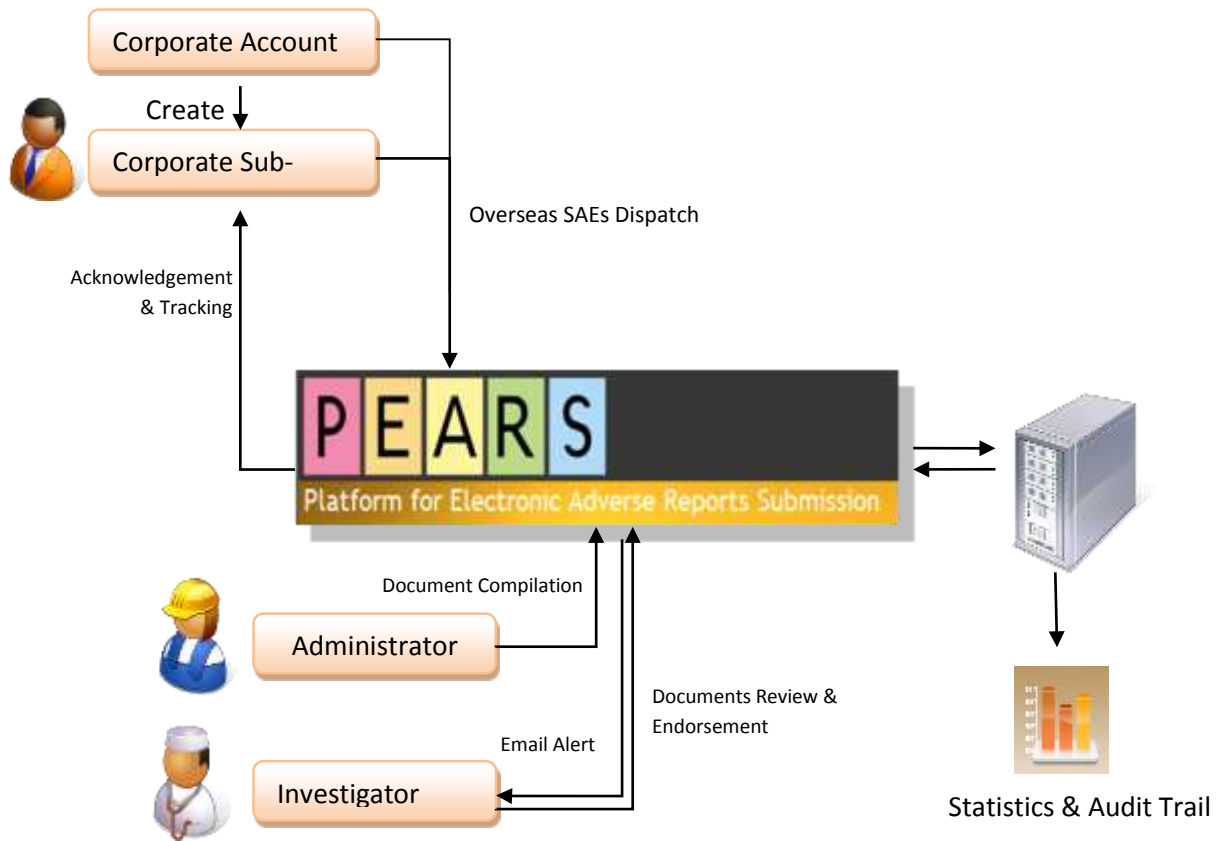 Corporate Account
Create
Corporate Sub-
Overseas SAEs Dispatch
Acknowledgement
& Tracking
PEARS
Platform for Electronic Adverse Reports Submission
Document Compilation
Administrator
Documents Review &
Endorsement
Email Alert
Investigator
Statistics & Audit Trail